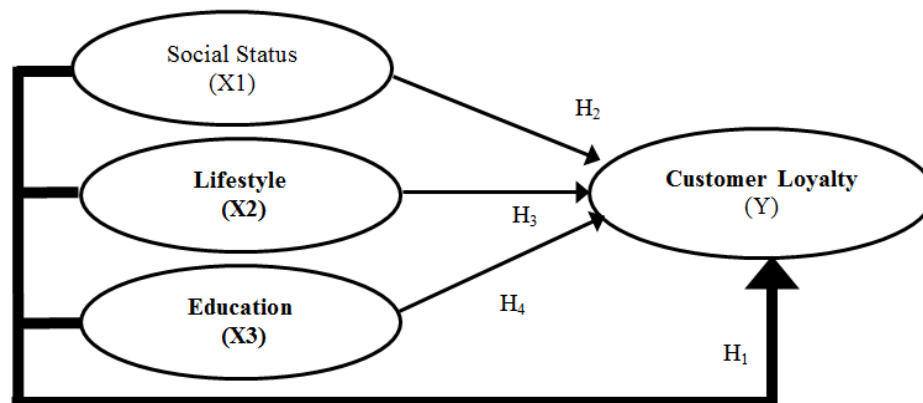 Social Status
(X1)
H₂
Lifestyle
(X2)
Customer Loyalty
(Y)
H₃
Education
(X3)
H₄
H₁